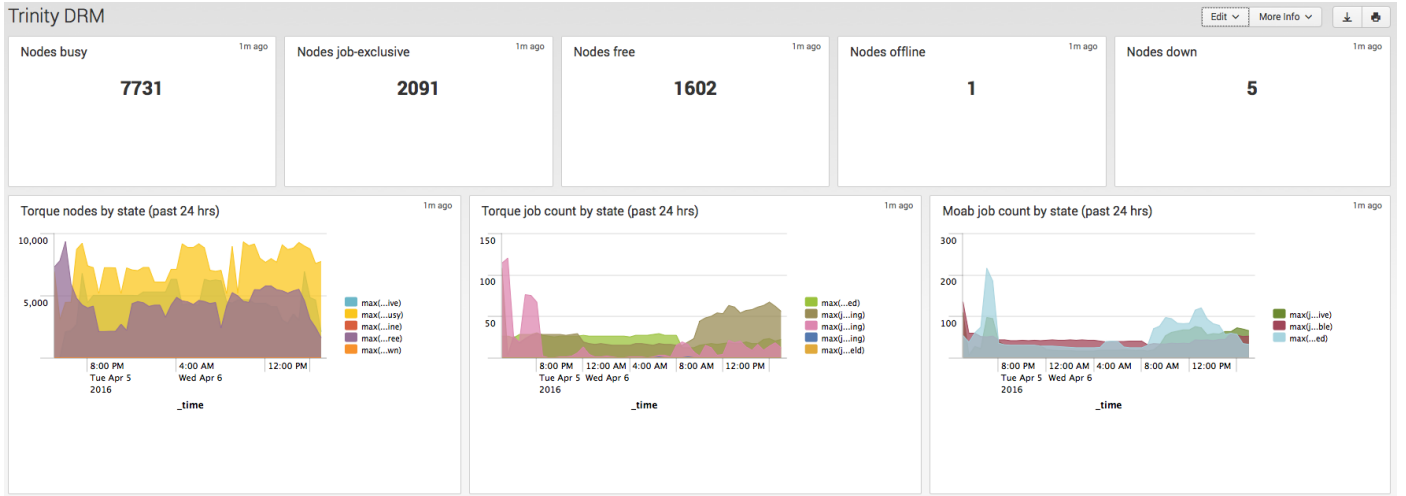 Trinity DRM
Edit
More Info
Nodes busy
1m ago
7731
Nodes job-exclusive
1m ago
2091
Nodes free
1m ago
1602
Nodes offline
1m ago
1
Nodes down
1m ago
5
Torque nodes by state (past 24 hrs)
1m ago
10,000
5,000
8:00 PM
Tue Apr 5
2016
4:00 AM
Wed Apr 6
12:00 PM
_time
max(...ive)
max(...usy)
max(...ine)
max(...ree)
max(...wn)
Torque job count by state (past 24 hrs)
1m ago
150
100
50
8:00 PM
Tue Apr 5
2016
12:00 AM
Wed Apr 6
4:00 AM
8:00 AM
12:00 PM
_time
max(...ed)
max(j...ing)
max(j...ing)
max(j...ing)
max(j...eld)
Moab job count by state (past 24 hrs)
1m ago
300
200
100
8:00 PM
Tue Apr 5
2016
12:00 AM
Wed Apr 6
4:00 AM
8:00 AM
12:00 PM
_time
max(j...ive)
max(j...ble)
max(...ed)